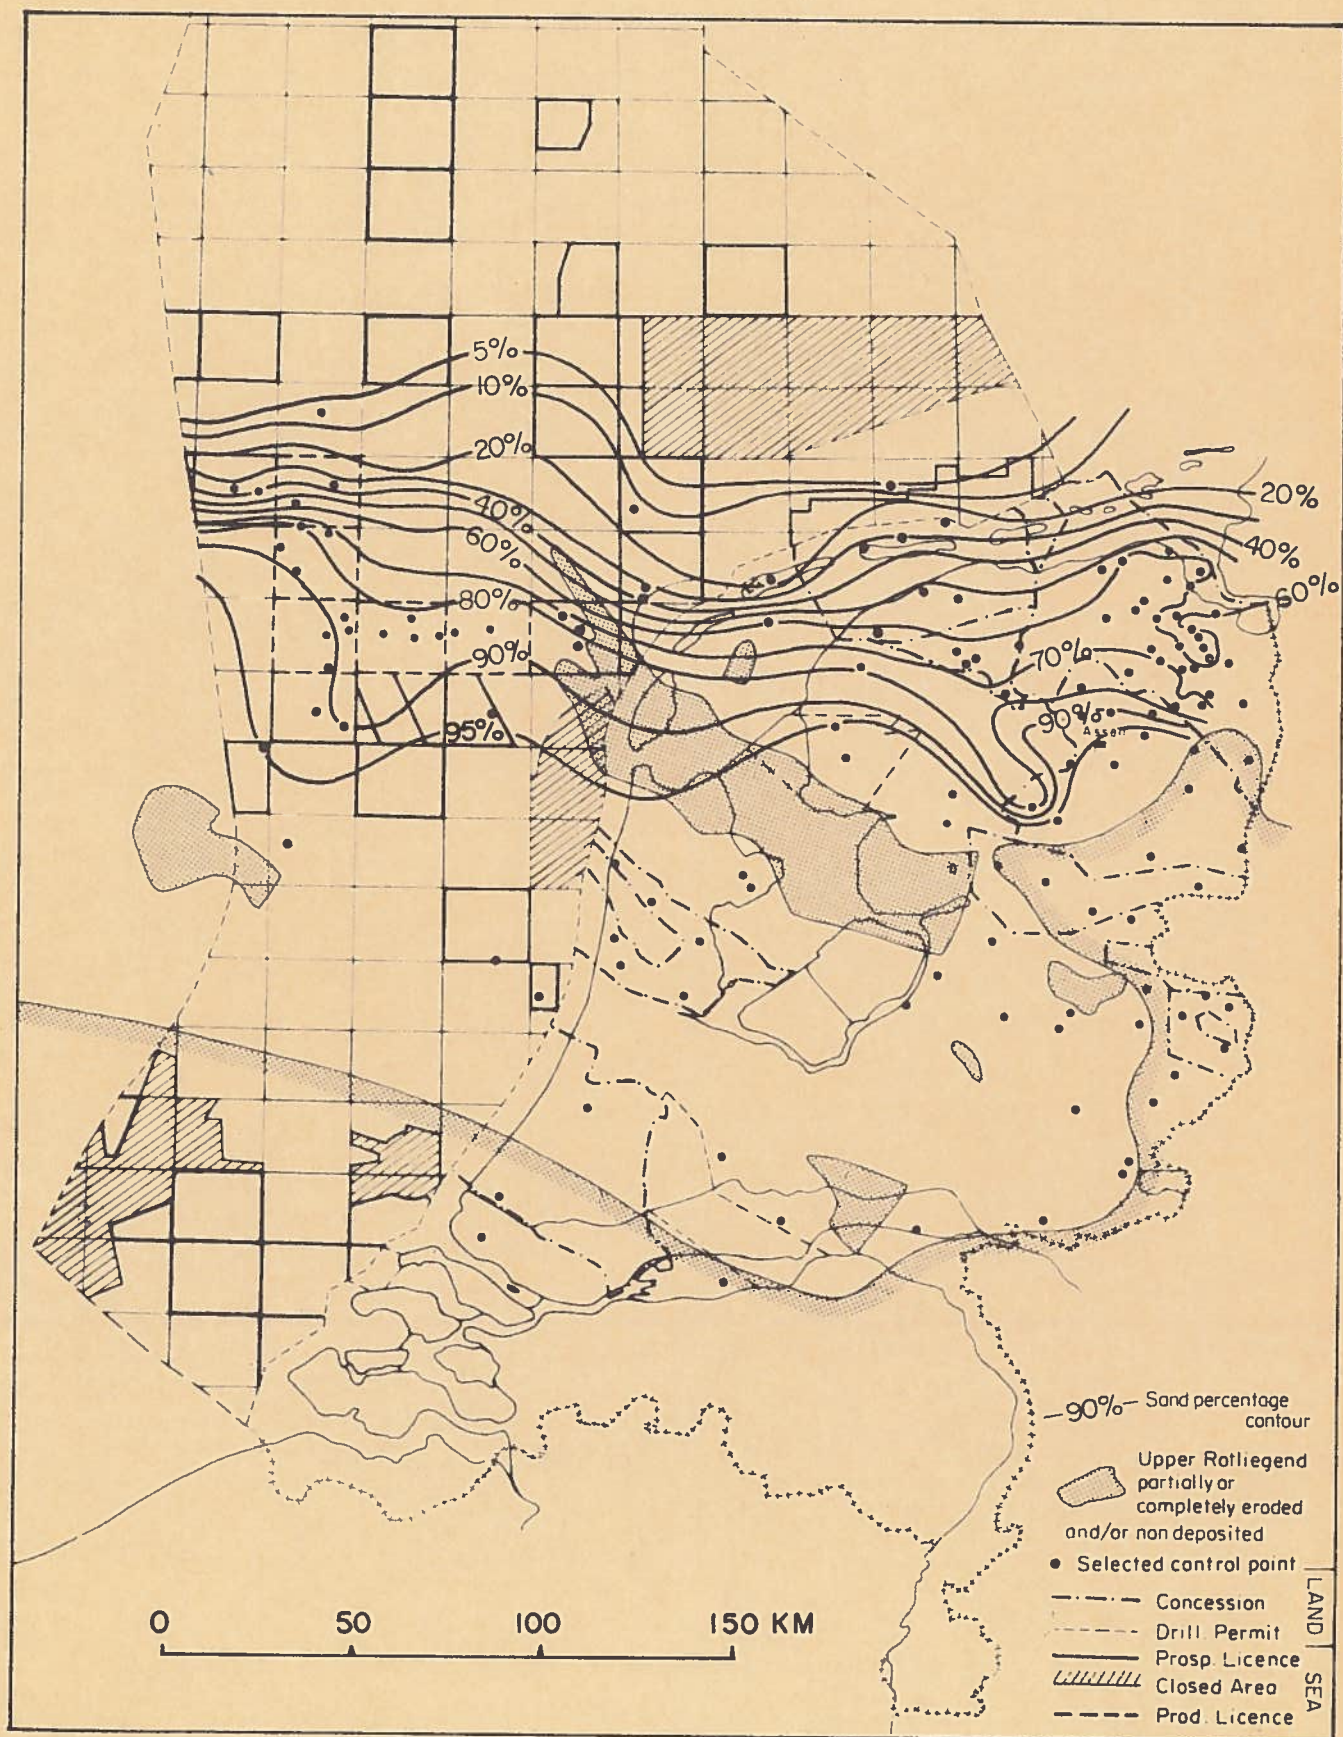 5%
10%
20%
40%
60%
80%
90%
95%
20%
40%
60%
70%
90%
Assen
0 50 100 150 KM
—90%— Sand percentage
contour
Upper Rotliegend
partially or
completely eroded
and/or non deposited
Selected control point
Concession
Drill. Permit
LAND
Prosp. Licence
Closed Area
Prod. Licence
SEA